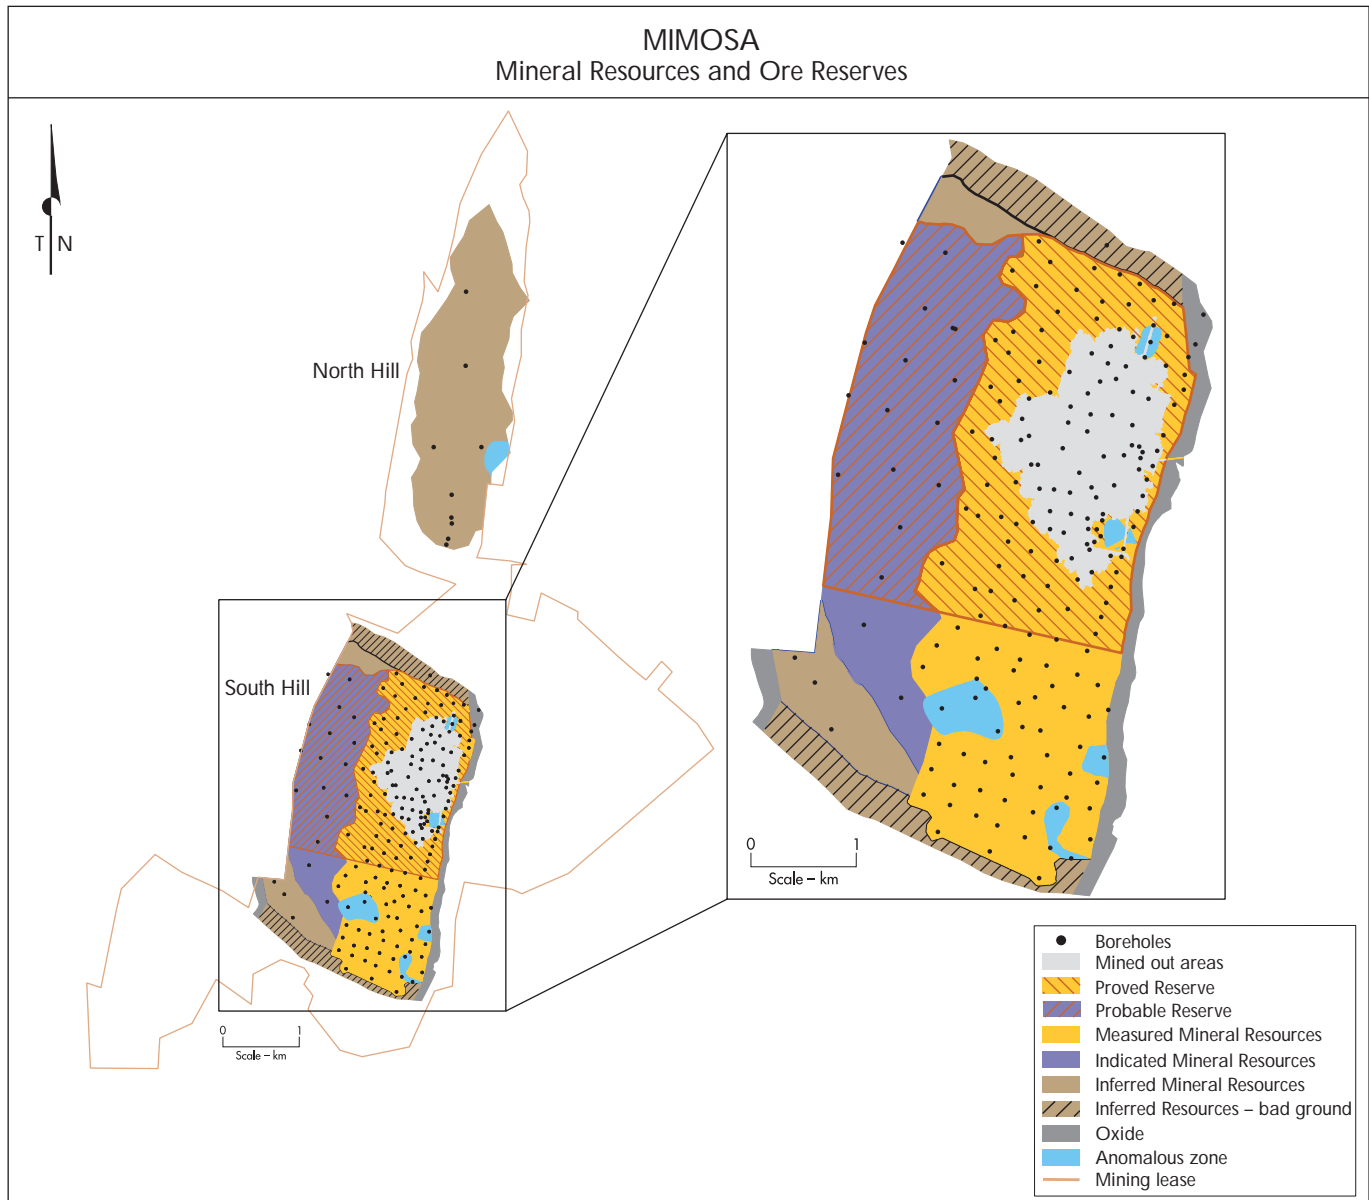 MIMOSA
Mineral Resources and Ore Reserves
T N
North Hill
South Hill
0 1
Scale – km
0 1
Scale – km
Boreholes
Mined out areas
Proved Reserve
Probable Reserve
Measured Mineral Resources
Indicated Mineral Resources
Inferred Mineral Resources
Inferred Resources – bad ground
Oxide
Anomalous zone
Mining lease